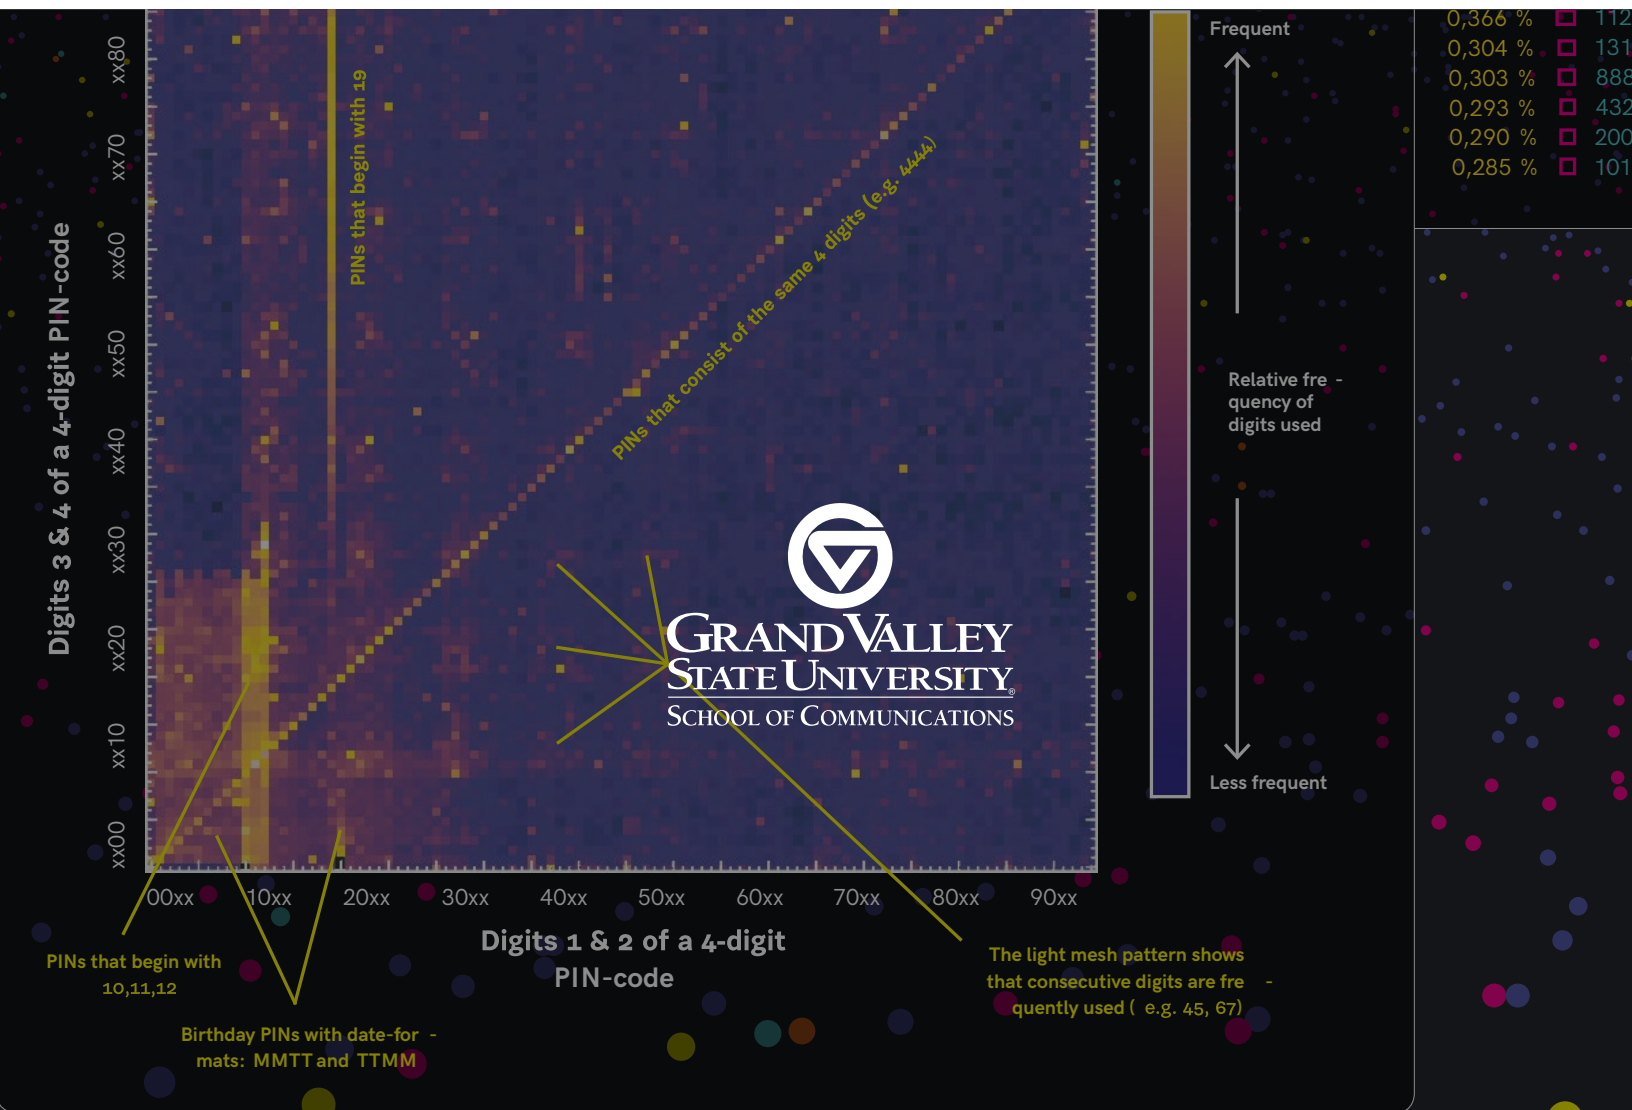 Frequent
0,366 %
112
0,304 %
131
0,303 %
888
0,293 %
432
0,290 %
200
0,285 %
101
xx80
xx70
xx60
xx50
xx40
xx30
xx20
xx10
xx00
Digits 3 & 4 of a 4-digit PIN-code
PINs that begin with 19
PINs that consist of the same 4 digits (e.g. 4444)
Relative fre -
quency of
digits used
GRAND VALLEY
STATE UNIVERSITY®
SCHOOL OF COMMUNICATIONS
Less frequent
00xx
10xx
20xx
30xx
40xx
50xx
60xx
70xx
80xx
90xx
Digits 1 & 2 of a 4-digit
PIN-code
PINs that begin with
10,11,12
Birthday PINs with date-for -
mats: MMTT and TTMM
The light mesh pattern shows
that consecutive digits are fre -
quently used ( e.g. 45, 67)